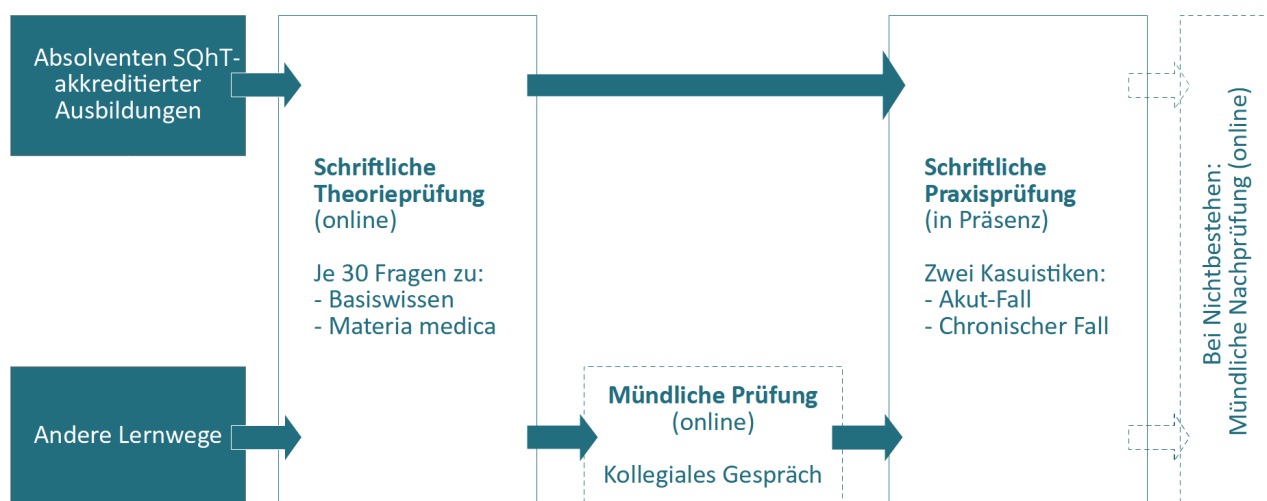 Absolventen SQhT-
akkreditierter
Ausbildungen
Schriftliche
Theorieprüfung
(online)
Je 30 Fragen zu:
- Basiswissen
- Materia medica
Schriftliche
Praxisprüfung
(in Präsenz)
Zwei Kasuistiken:
- Akut-Fall
- Chronischer Fall
Bei Nichtbestehen:
Mündliche Nachprüfung (online)
Andere Lernwege
Mündliche Prüfung
(online)
Kollegiales Gespräch